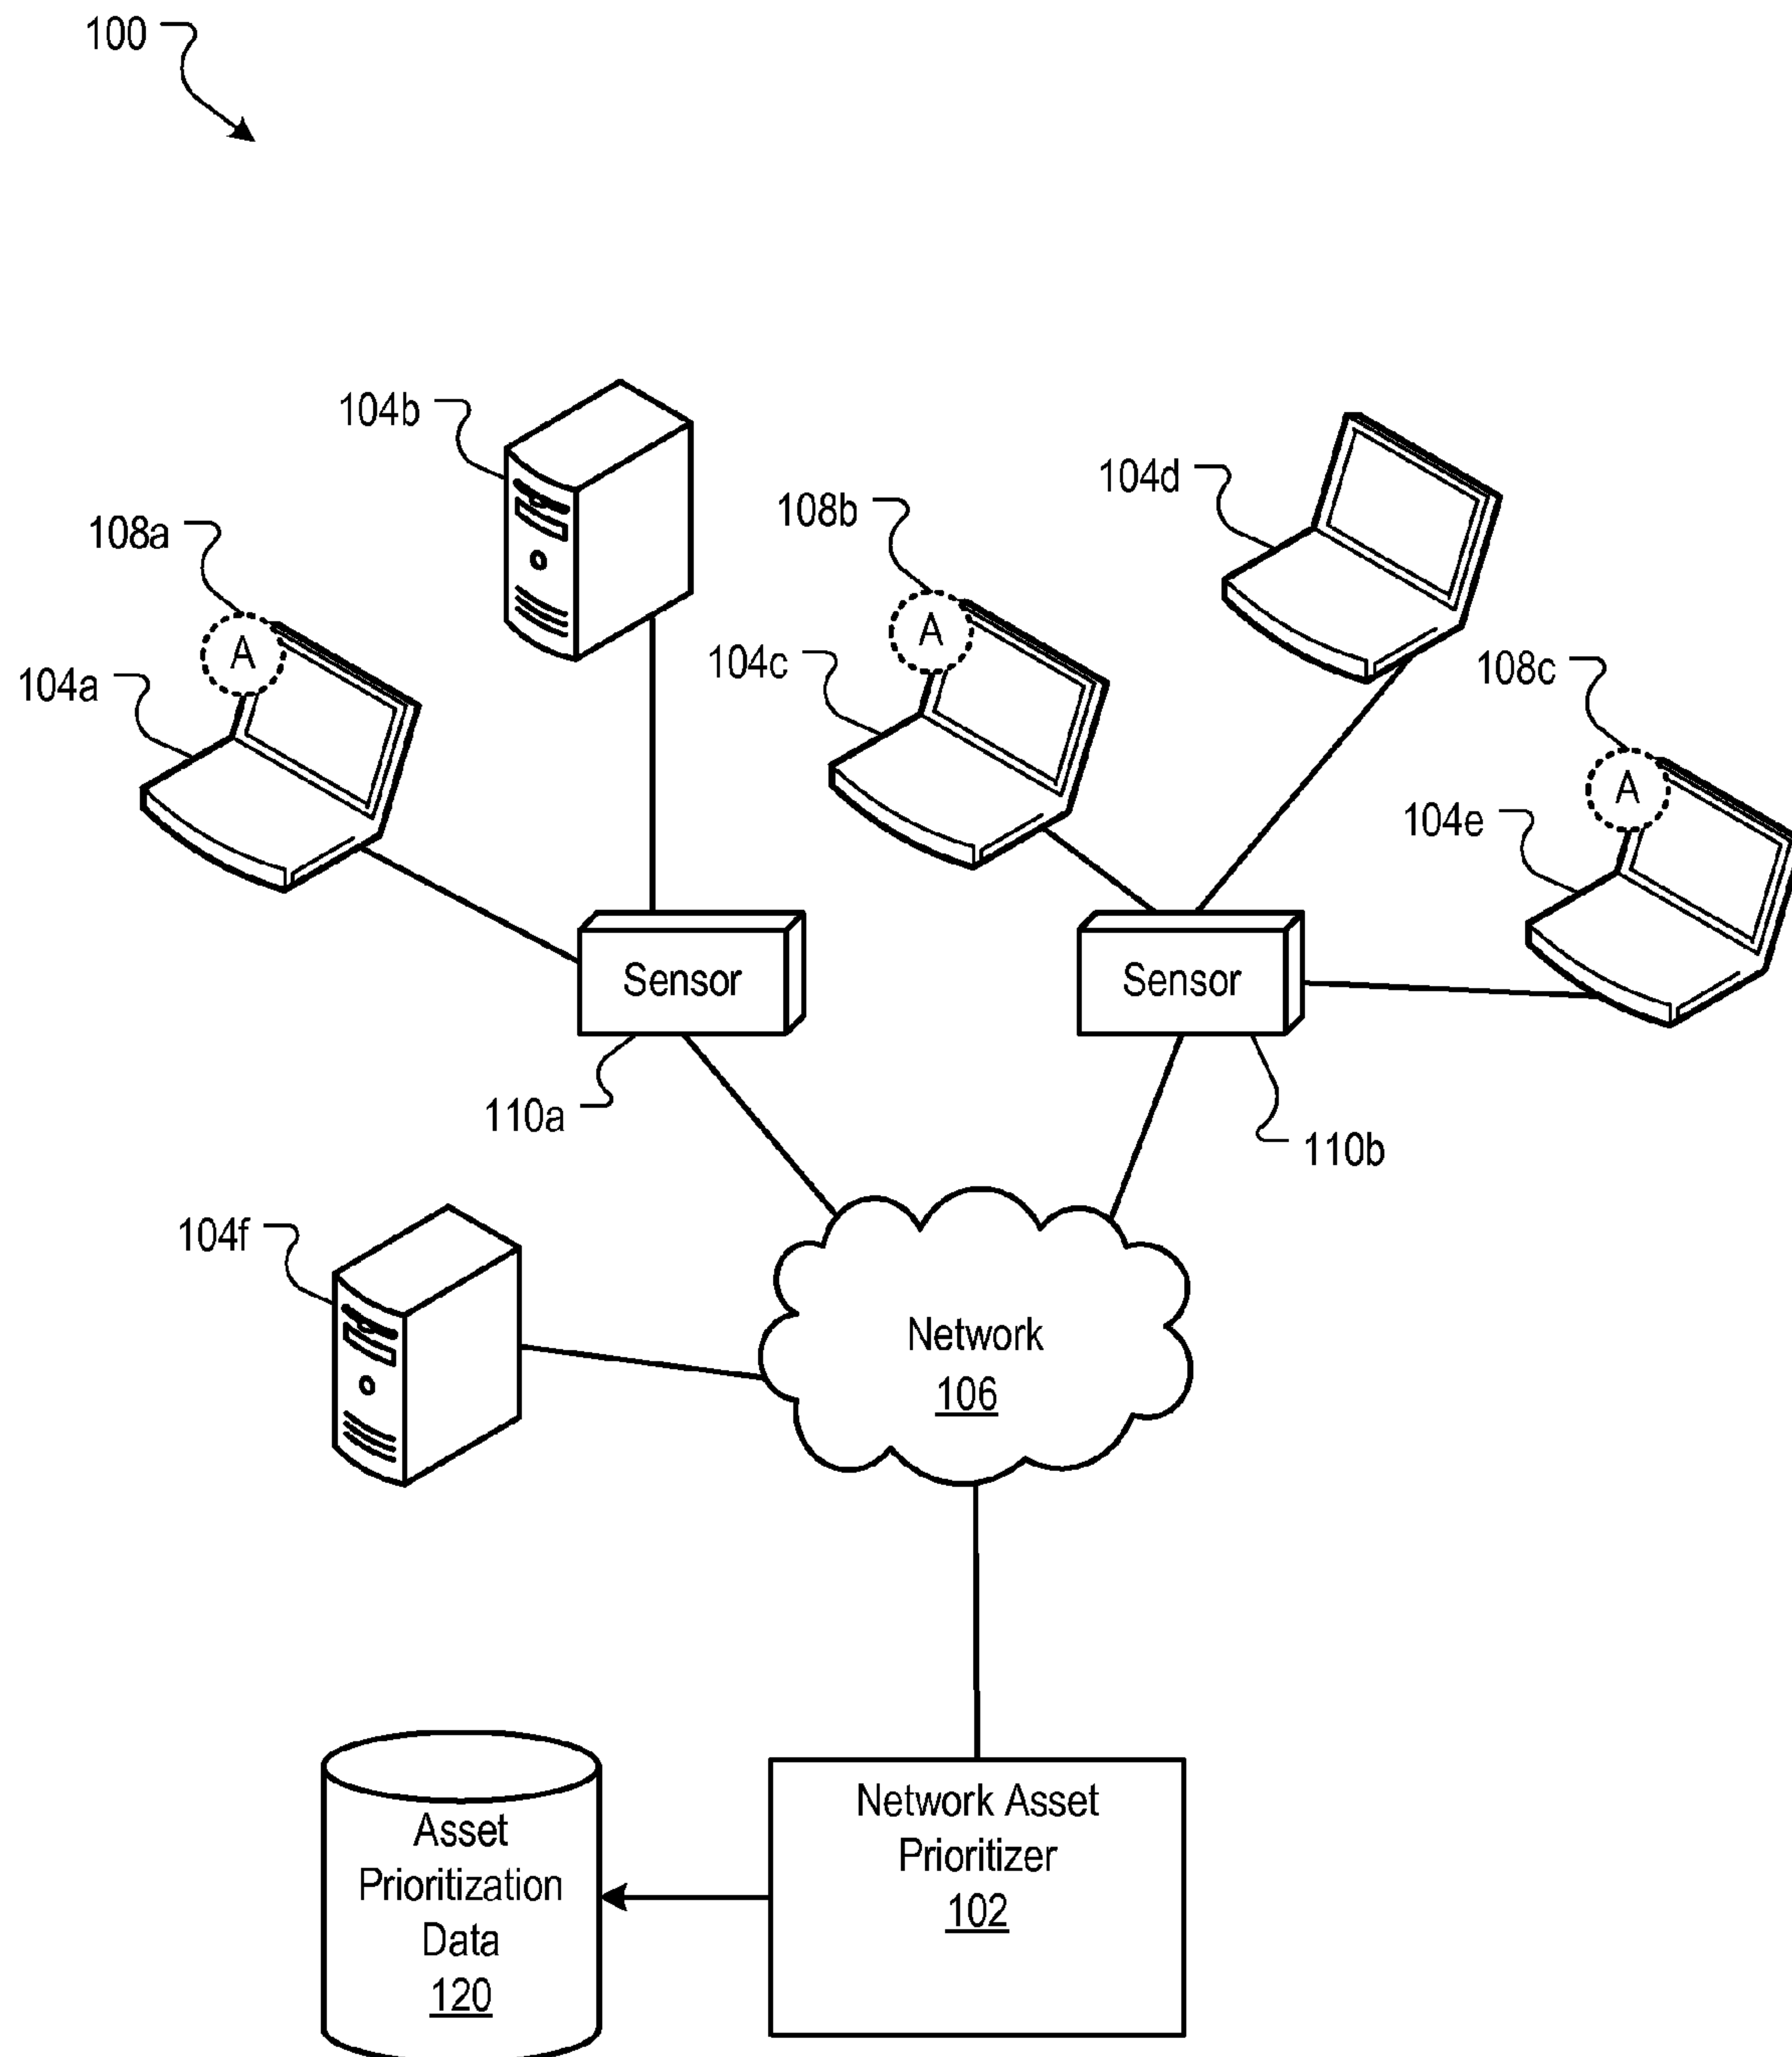 100
104b
104d
108b
108a
A
A
104c
108c
104a
A
104e
Sensor
Sensor
110a
110b
104f
Network
106
Network Asset
Prioritizer
102
Asset
Prioritization
Data
120